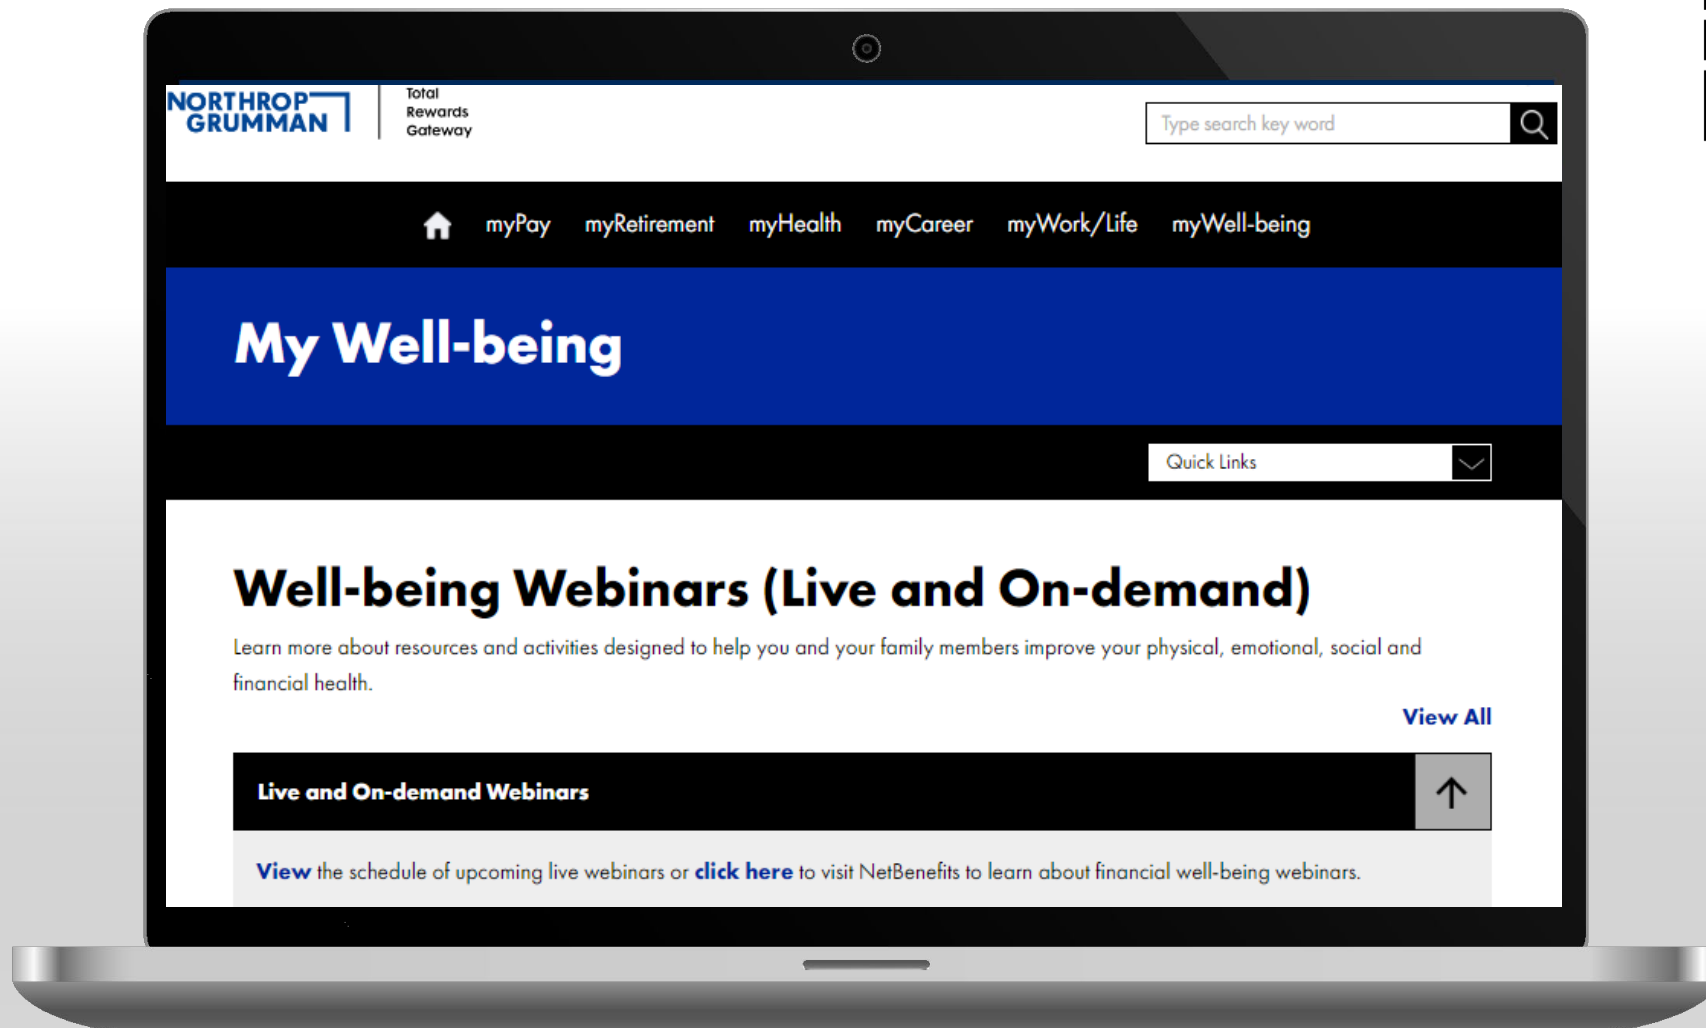 NORTHROP
GRUMMAN
Total
Rewards
Gateway
Type search key word
myPay myRetirement myHealth myCareer myWork/Life myWell-being
My Well-being
Quick Links
Well-being Webinars (Live and On-demand)
Learn more about resources and activities designed to help you and your family members improve your physical, emotional, social and
financial health.
View All
Live and On-demand Webinars
View the schedule of upcoming live webinars or click here to visit NetBenefits to learn about financial well-being webinars.